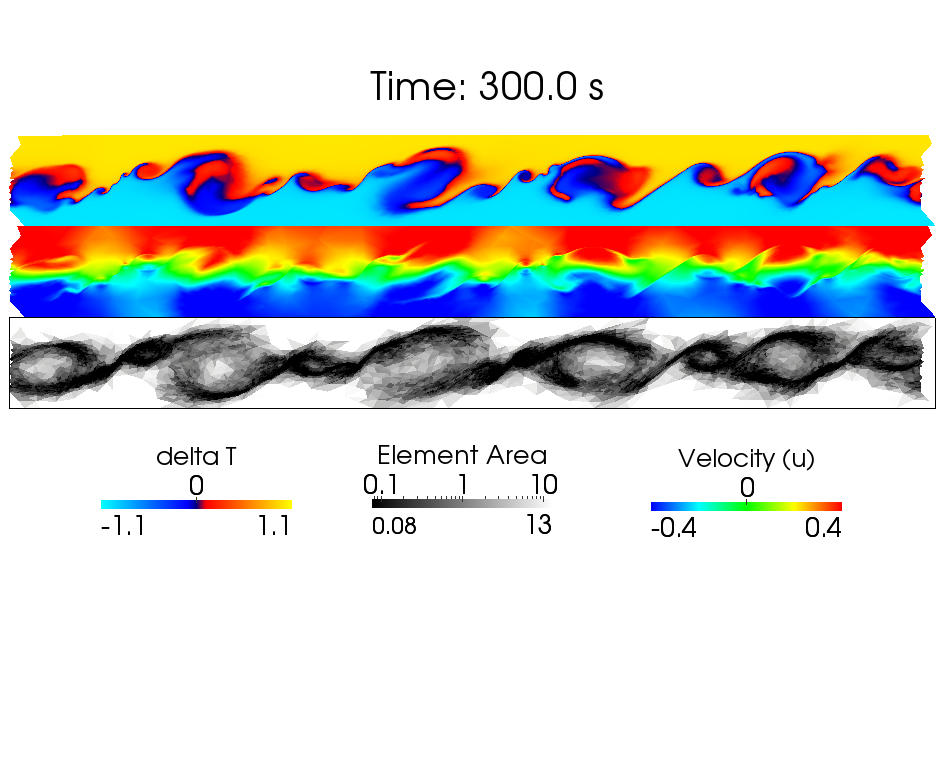 Time: 300.0 s
delta T
0
-1.1 1.1
Element Area
0.1 1 10
0.08 13
Velocity (u)
0
-0.4 0.4